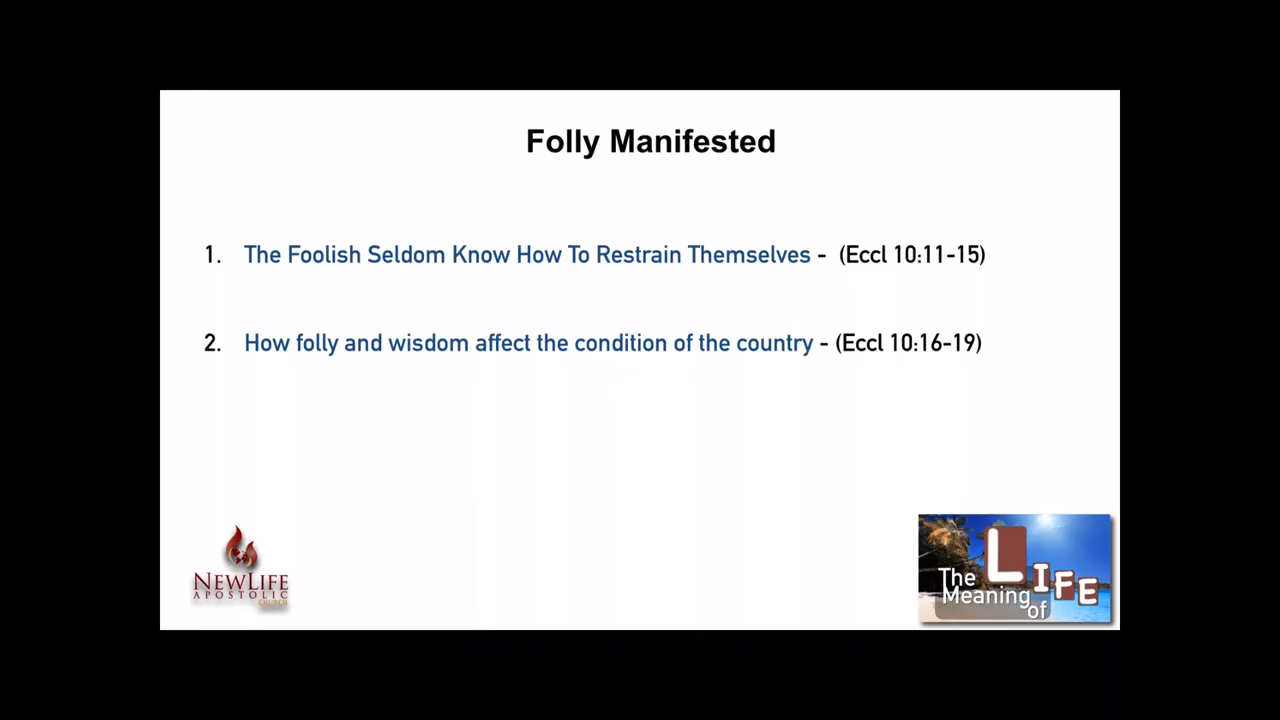 Folly Manifested
1. The Foolish Seldom Know How To Restrain Themselves - (Eccl 10:11-15)
2. How folly and wisdom affect the condition of the country - (Eccl 10:16-19)
NEWLIFE
APOSTOLIC
CHURCH
The
Meaning
of
LIFE